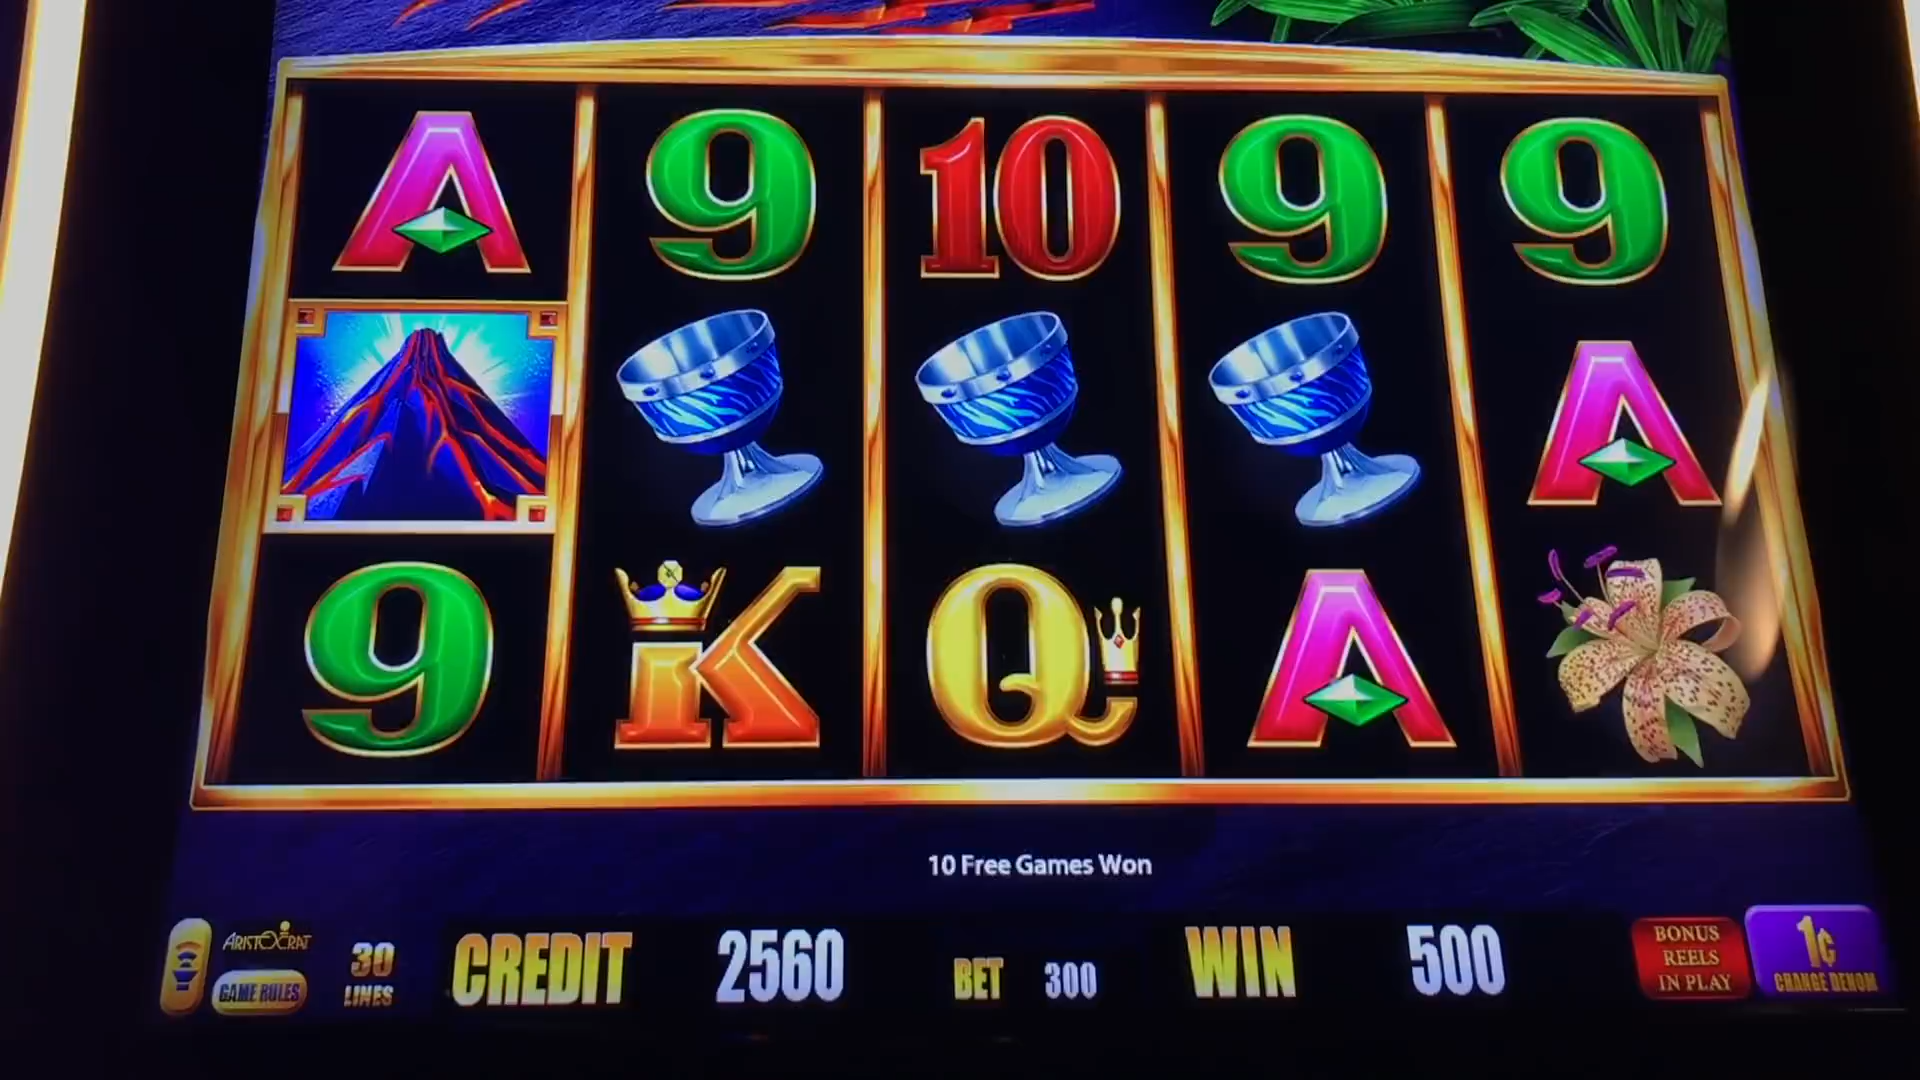 A 9 10 9 9
A
9 K Q A
10 Free Games Won
ARISTOCRAT
GAME RULES
30
LINES
CREDIT 2560
BET 300
WIN 500
BONUS
REELS
IN PLAY
1¢
CHANGE DENOM